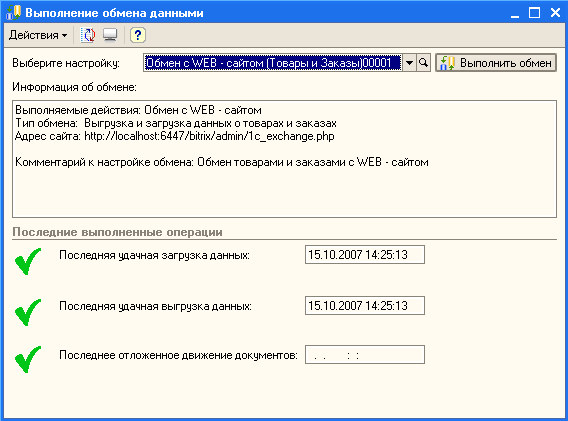 Выполнение обмена данными
Действия
Выберите настройку: Обмен с WEB - сайтом (Товары и Заказы)00001 Выполнить обмен
Информация об обмене:
Выполняемые действия: Обмен с WEB - сайтом
Тип обмена: Выгрузка и загрузка данных о товарах и заказах
Адрес сайта: http://localhost:6447/bitrix/admin/1c_exchange.php
Комментарий к настройке обмена: Обмен товарами и заказами с WEB - сайтом
Последние выполненные операции
Последняя удачная загрузка данных: 15.10.2007 14:25:13
Последняя удачная выгрузка данных: 15.10.2007 14:25:13
Последнее отложенное движение документов: . . : :